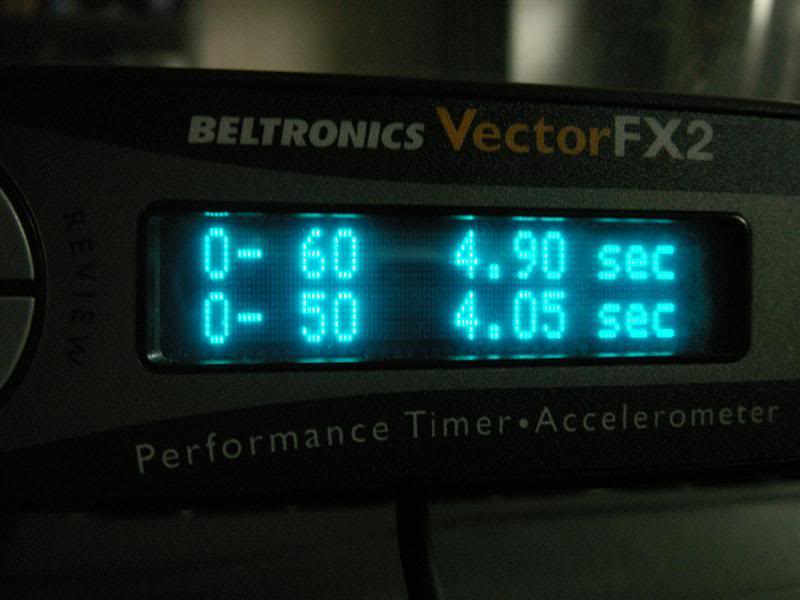 BELTRONICS VectorFX2
REVIEW
0- 60 4.90 sec
0- 50 4.05 sec
Performance Timer•Accelerometer